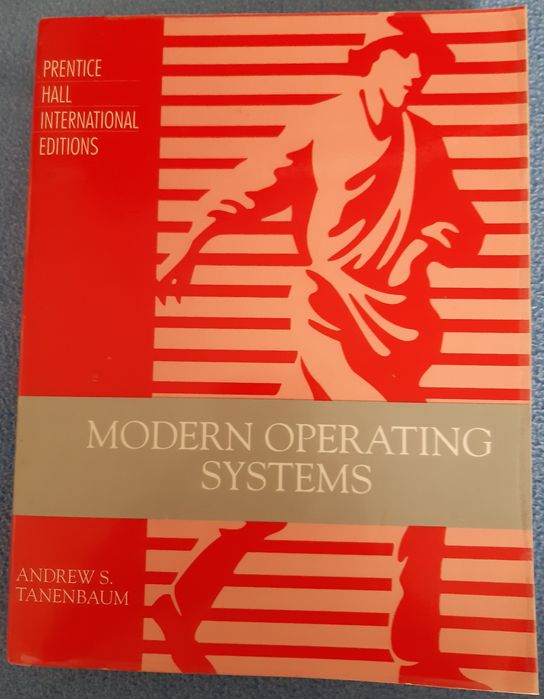 PRENTICE
HALL
INTERNATIONAL
EDITIONS
MODERN OPERATING
SYSTEMS
ANDREW S.
TANENBAUM